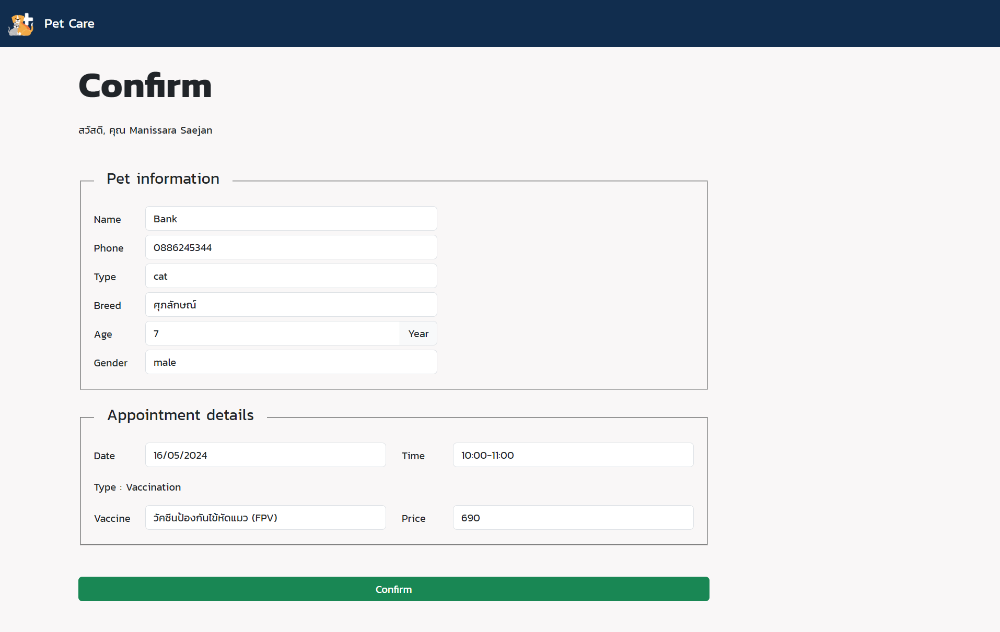 Pet Care
Confirm
สวัสดี, คุณ Manissara Saejan
Pet information
Name Bank
Phone 0886245344
Type cat
Breed ศุภลักษณ์
Age 7 Year
Gender male
Appointment details
Date 16/05/2024 Time 10:00-11:00
Type : Vaccination
Vaccine วัคซีนป้องกันไข้หัดแมว (FPV) Price 690
Confirm